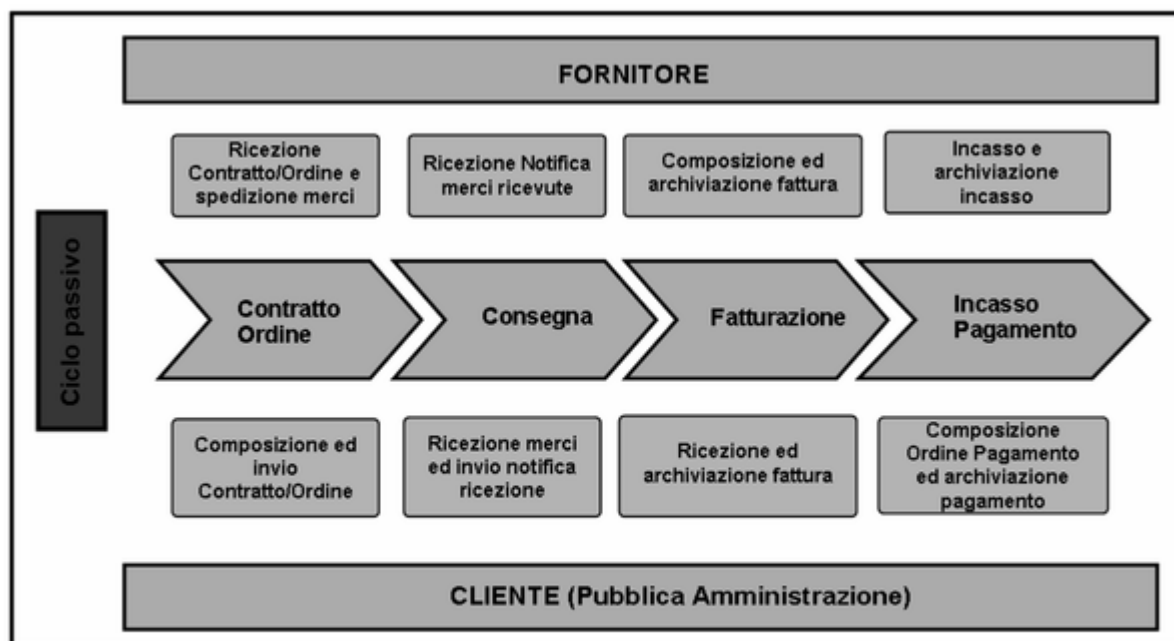 FORNITORE
Ricezione
Contratto/Ordine e
spedizione merci
Ricezione Notifica
merci ricevute
Composizione ed
archiviazione fattura
Incasso e
archiviazione
incasso
Ciclo passivo
Contratto
Ordine
Consegna
Fatturazione
Incasso
Pagamento
Composizione ed
invio
Contratto/Ordine
Ricezione merci
ed invio notifica
ricezione
Ricezione ed
archiviazione fattura
Composizione
Ordine Pagamento
ed archiviazione
pagamento
CLIENTE (Pubblica Amministrazione)